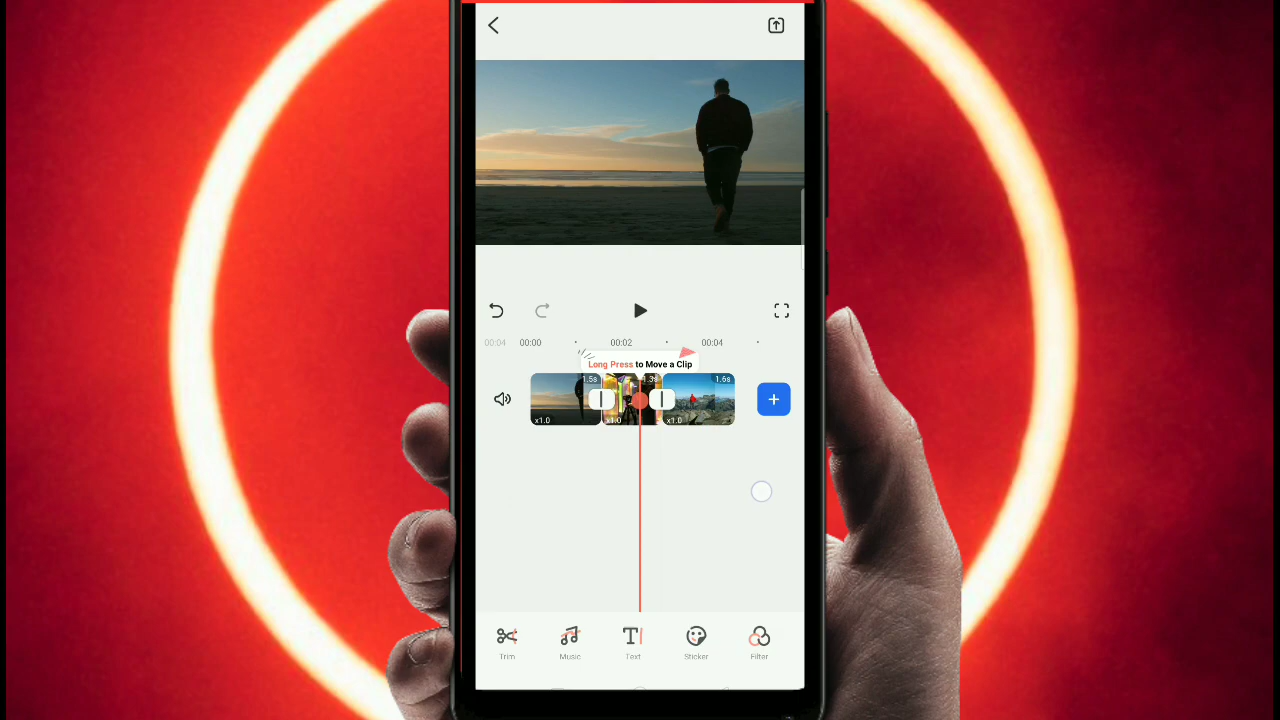 00:04 00:00 00:02 00:04
Long Press to Move a Clip
1.5s 1.3s 1.6s
x1.0 x1.0 x1.0
Trim Music Text Sticker Filter